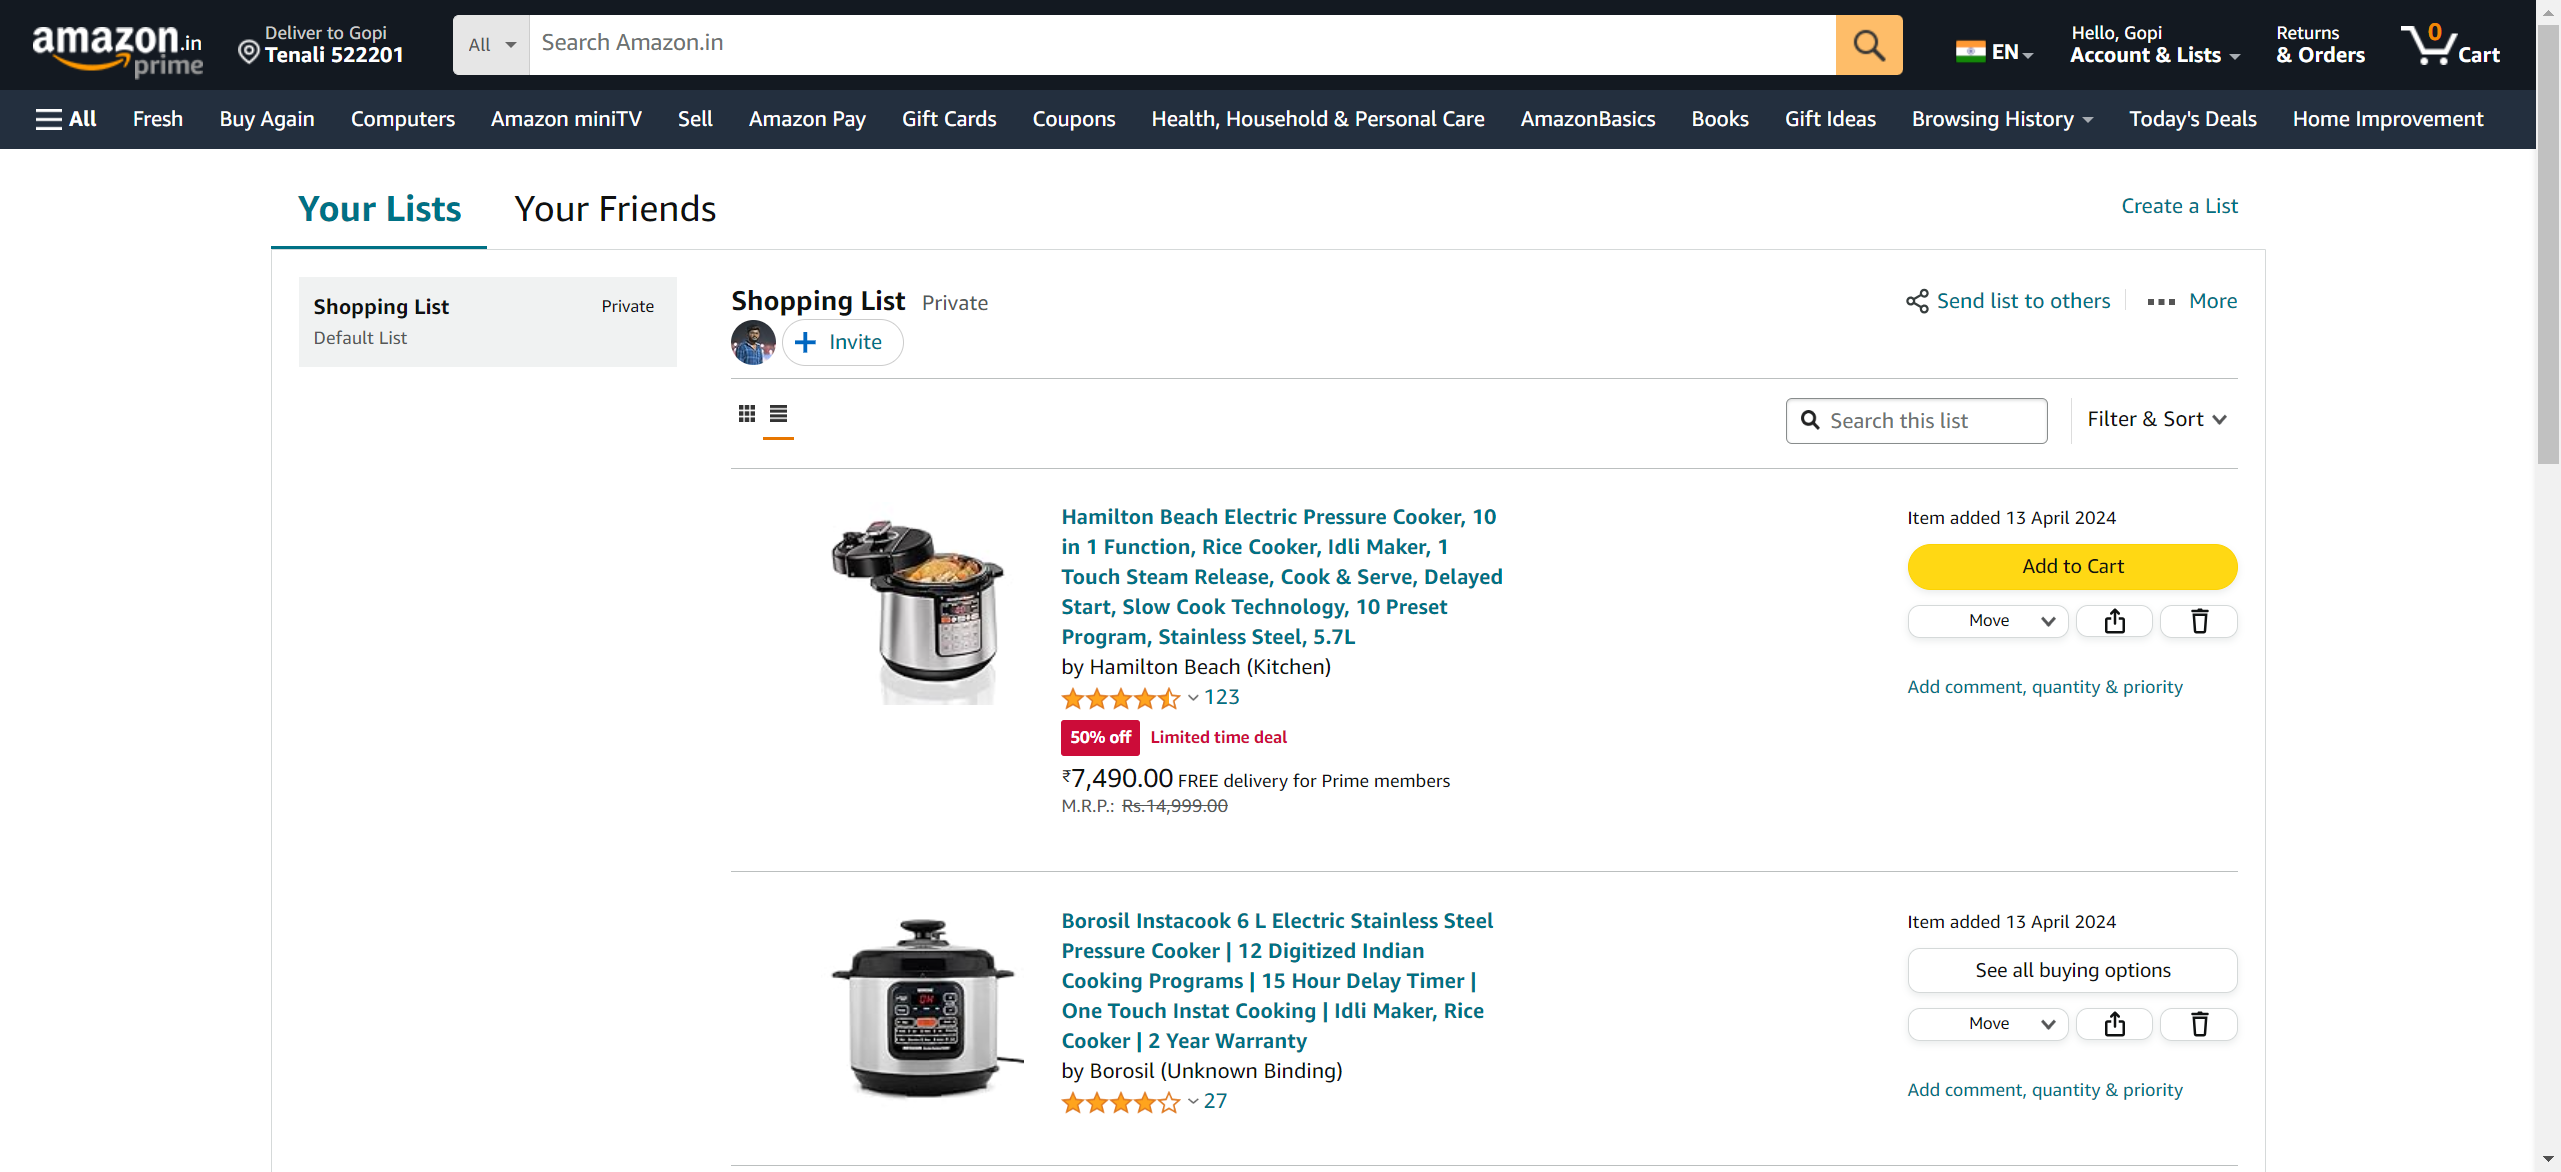 amazon.in
prime
Deliver to Gopi
Tenali 522201
All
Search Amazon.in
EN
Hello, Gopi
Account & Lists
Returns
& Orders
0
Cart
All
Fresh
Buy Again
Computers
Amazon miniTV
Sell
Amazon Pay
Gift Cards
Coupons
Health, Household & Personal Care
AmazonBasics
Books
Gift Ideas
Browsing History
Today's Deals
Home Improvement
Your Lists
Your Friends
Create a List
Shopping List
Private
Default List
Shopping List Private
Send list to others
More
Invite
Search this list
Filter & Sort
Hamilton Beach Electric Pressure Cooker, 10
in 1 Function, Rice Cooker, Idli Maker, 1
Touch Steam Release, Cook & Serve, Delayed
Start, Slow Cook Technology, 10 Preset
Program, Stainless Steel, 5.7L
by Hamilton Beach (Kitchen)
123
50% off Limited time deal
₹7,490.00 FREE delivery for Prime members
M.R.P.: Rs.14,999.00
Item added 13 April 2024
Add to Cart
Move
Add comment, quantity & priority
Borosil Instacook 6 L Electric Stainless Steel
Pressure Cooker | 12 Digitized Indian
Cooking Programs | 15 Hour Delay Timer |
One Touch Instat Cooking | Idli Maker, Rice
Cooker | 2 Year Warranty
by Borosil (Unknown Binding)
27
Item added 13 April 2024
See all buying options
Move
Add comment, quantity & priority